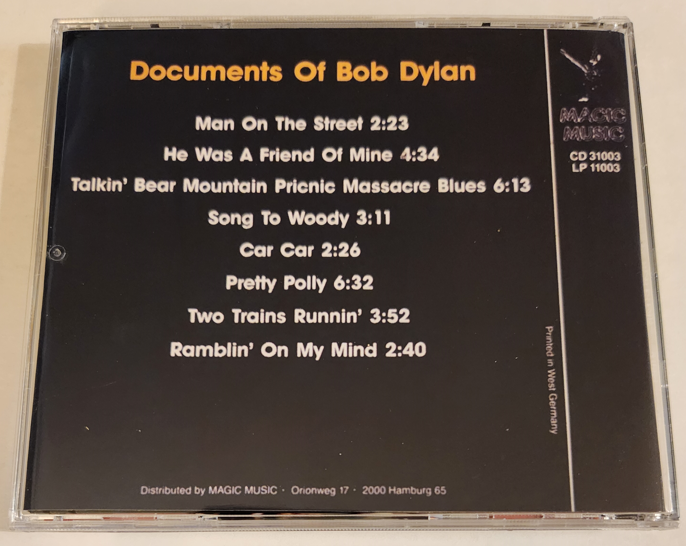 Documents Of Bob Dylan
Man On The Street 2:23
He Was A Friend Of Mine 4:34
Talkin' Bear Mountain Pricnic Massacre Blues 6:13
Song To Woody 3:11
Car Car 2:26
Pretty Polly 6:32
Two Trains Runnin' 3:52
Ramblin' On My Mind 2:40
Distributed by MAGIC MUSIC · Orionweg 17 · 2000 Hamburg 65
MAGIC
MUSIC
CD 31003
LP 11003
Printed in West Germany